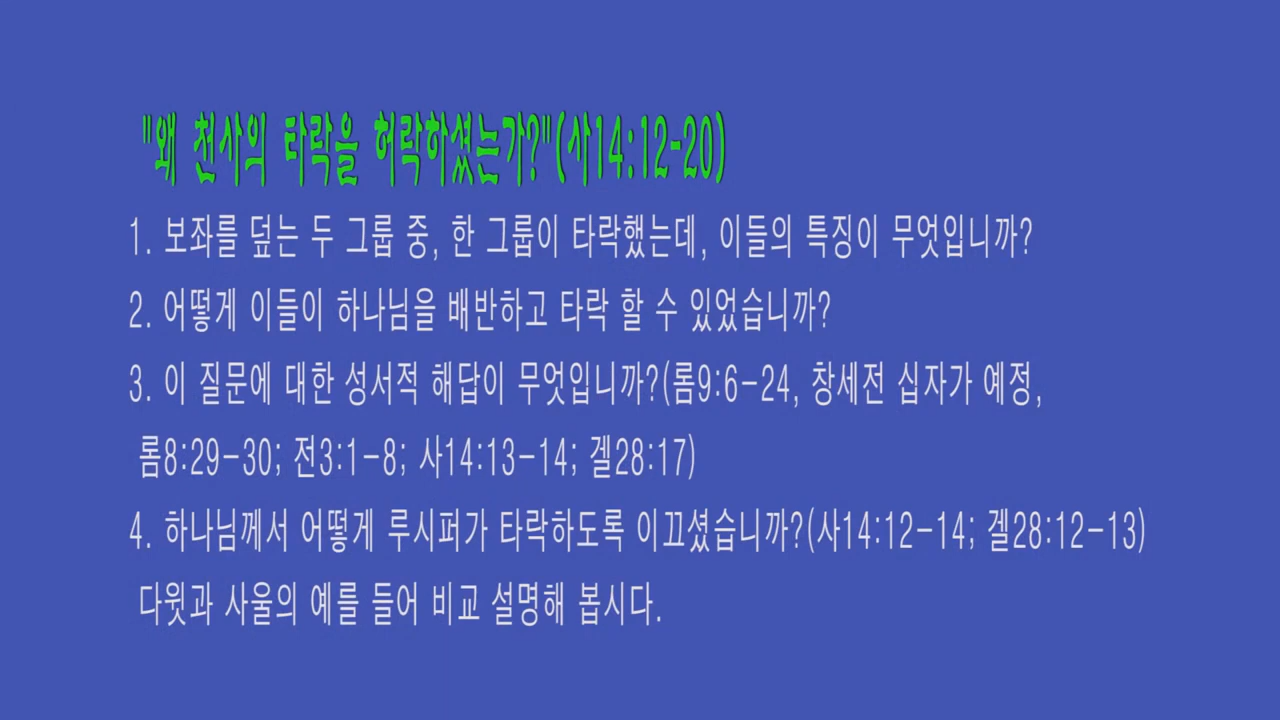 "왜 천사의 타락을 허락하셨는가?"(사14:12-20)
1. 보좌를 덮는 두 그룹 중, 한 그룹이 타락했는데, 이들의 특징이 무엇입니까?
2. 어떻게 이들이 하나님을 배반하고 타락 할 수 있었습니까?
3. 이 질문에 대한 성서적 해답이 무엇입니까?(롬9:6-24, 창세전 십자가 예정,
롬8:29-30; 전3:1-8; 사14:13-14; 겔28:17)
4. 하나님께서 어떻게 루시퍼가 타락하도록 이끄셨습니까?(사14:12-14; 겔28:12-13)
다윗과 사울의 예를 들어 비교 설명해 봅시다.